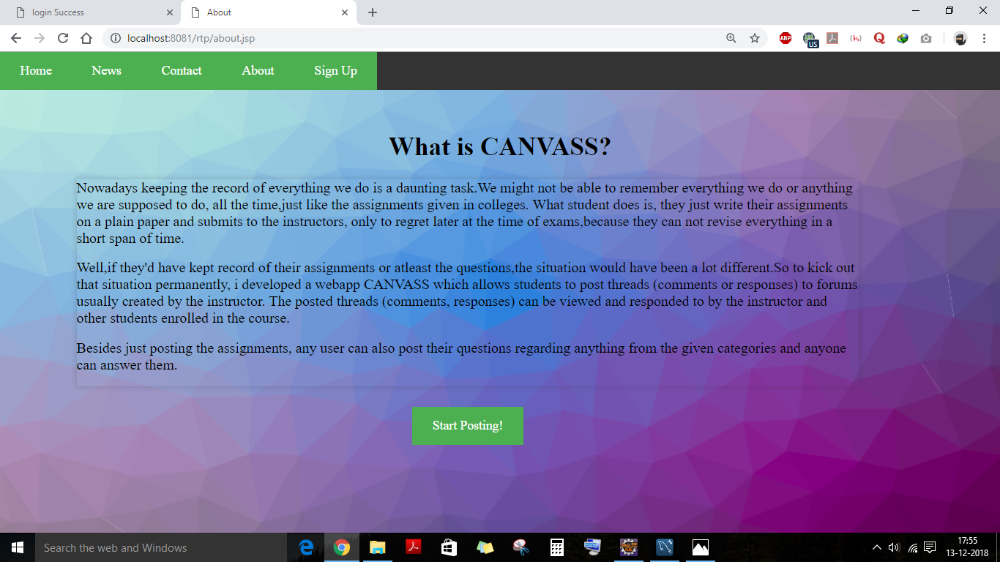 login Success
About
localhost:8081/rtp/about.jsp
ABP
US
Home News Contact About Sign Up
What is CANVASS?
Nowadays keeping the record of everything we do is a daunting task.We might not be able to remember everything we do or anything
we are supposed to do, all the time,just like the assignments given in colleges. What student does is, they just write their assignments
on a plain paper and submits to the instructors, only to regret later at the time of exams,because they can not revise everything in a
short span of time.
Well,if they'd have kept record of their assignments or atleast the questions,the situation would have been a lot different.So to kick out
that situation permanently, i developed a webapp CANVASS which allows students to post threads (comments or responses) to forums
usually created by the instructor. The posted threads (comments, responses) can be viewed and responded to by the instructor and
other students enrolled in the course.
Besides just posting the assignments, any user can also post their questions regarding anything from the given categories and anyone
can answer them.
Start Posting!
Search the web and Windows
17:55
13-12-2018